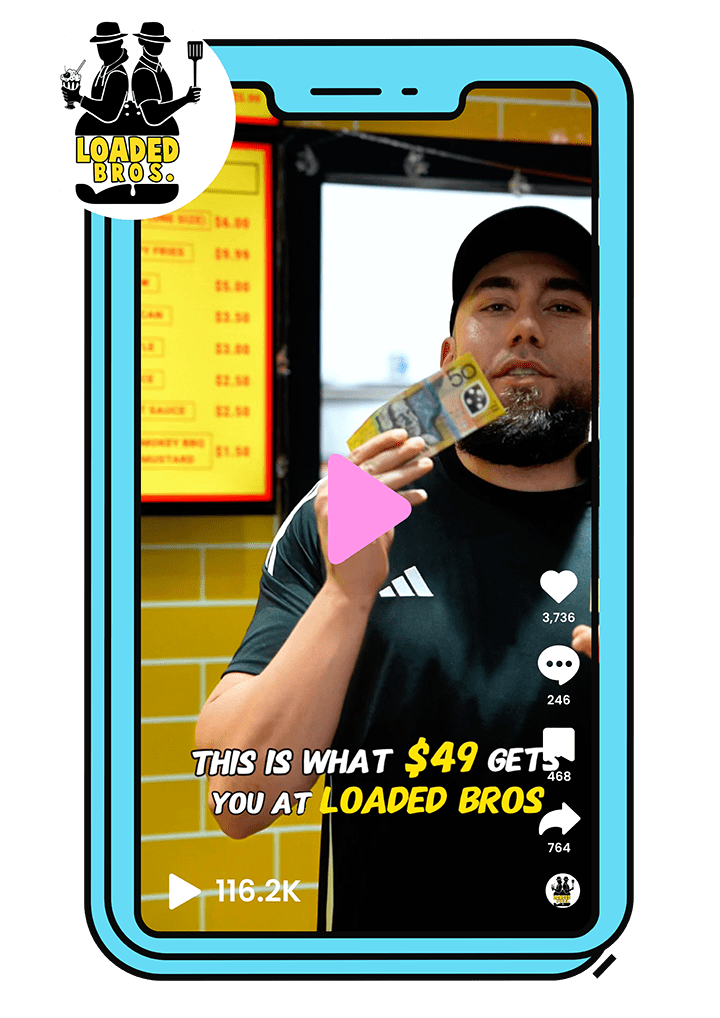 LOADED
BROS.
$6.00
FRIES $9.99
$5.00
$3.50
$3.00
$2.50
SAUCE $2.50
SMOKEY BBQ
MUSTARD
$1.50
50
3,736
246
THIS IS WHAT $49 GETS
468
YOU AT LOADED BROS
764
116.2K